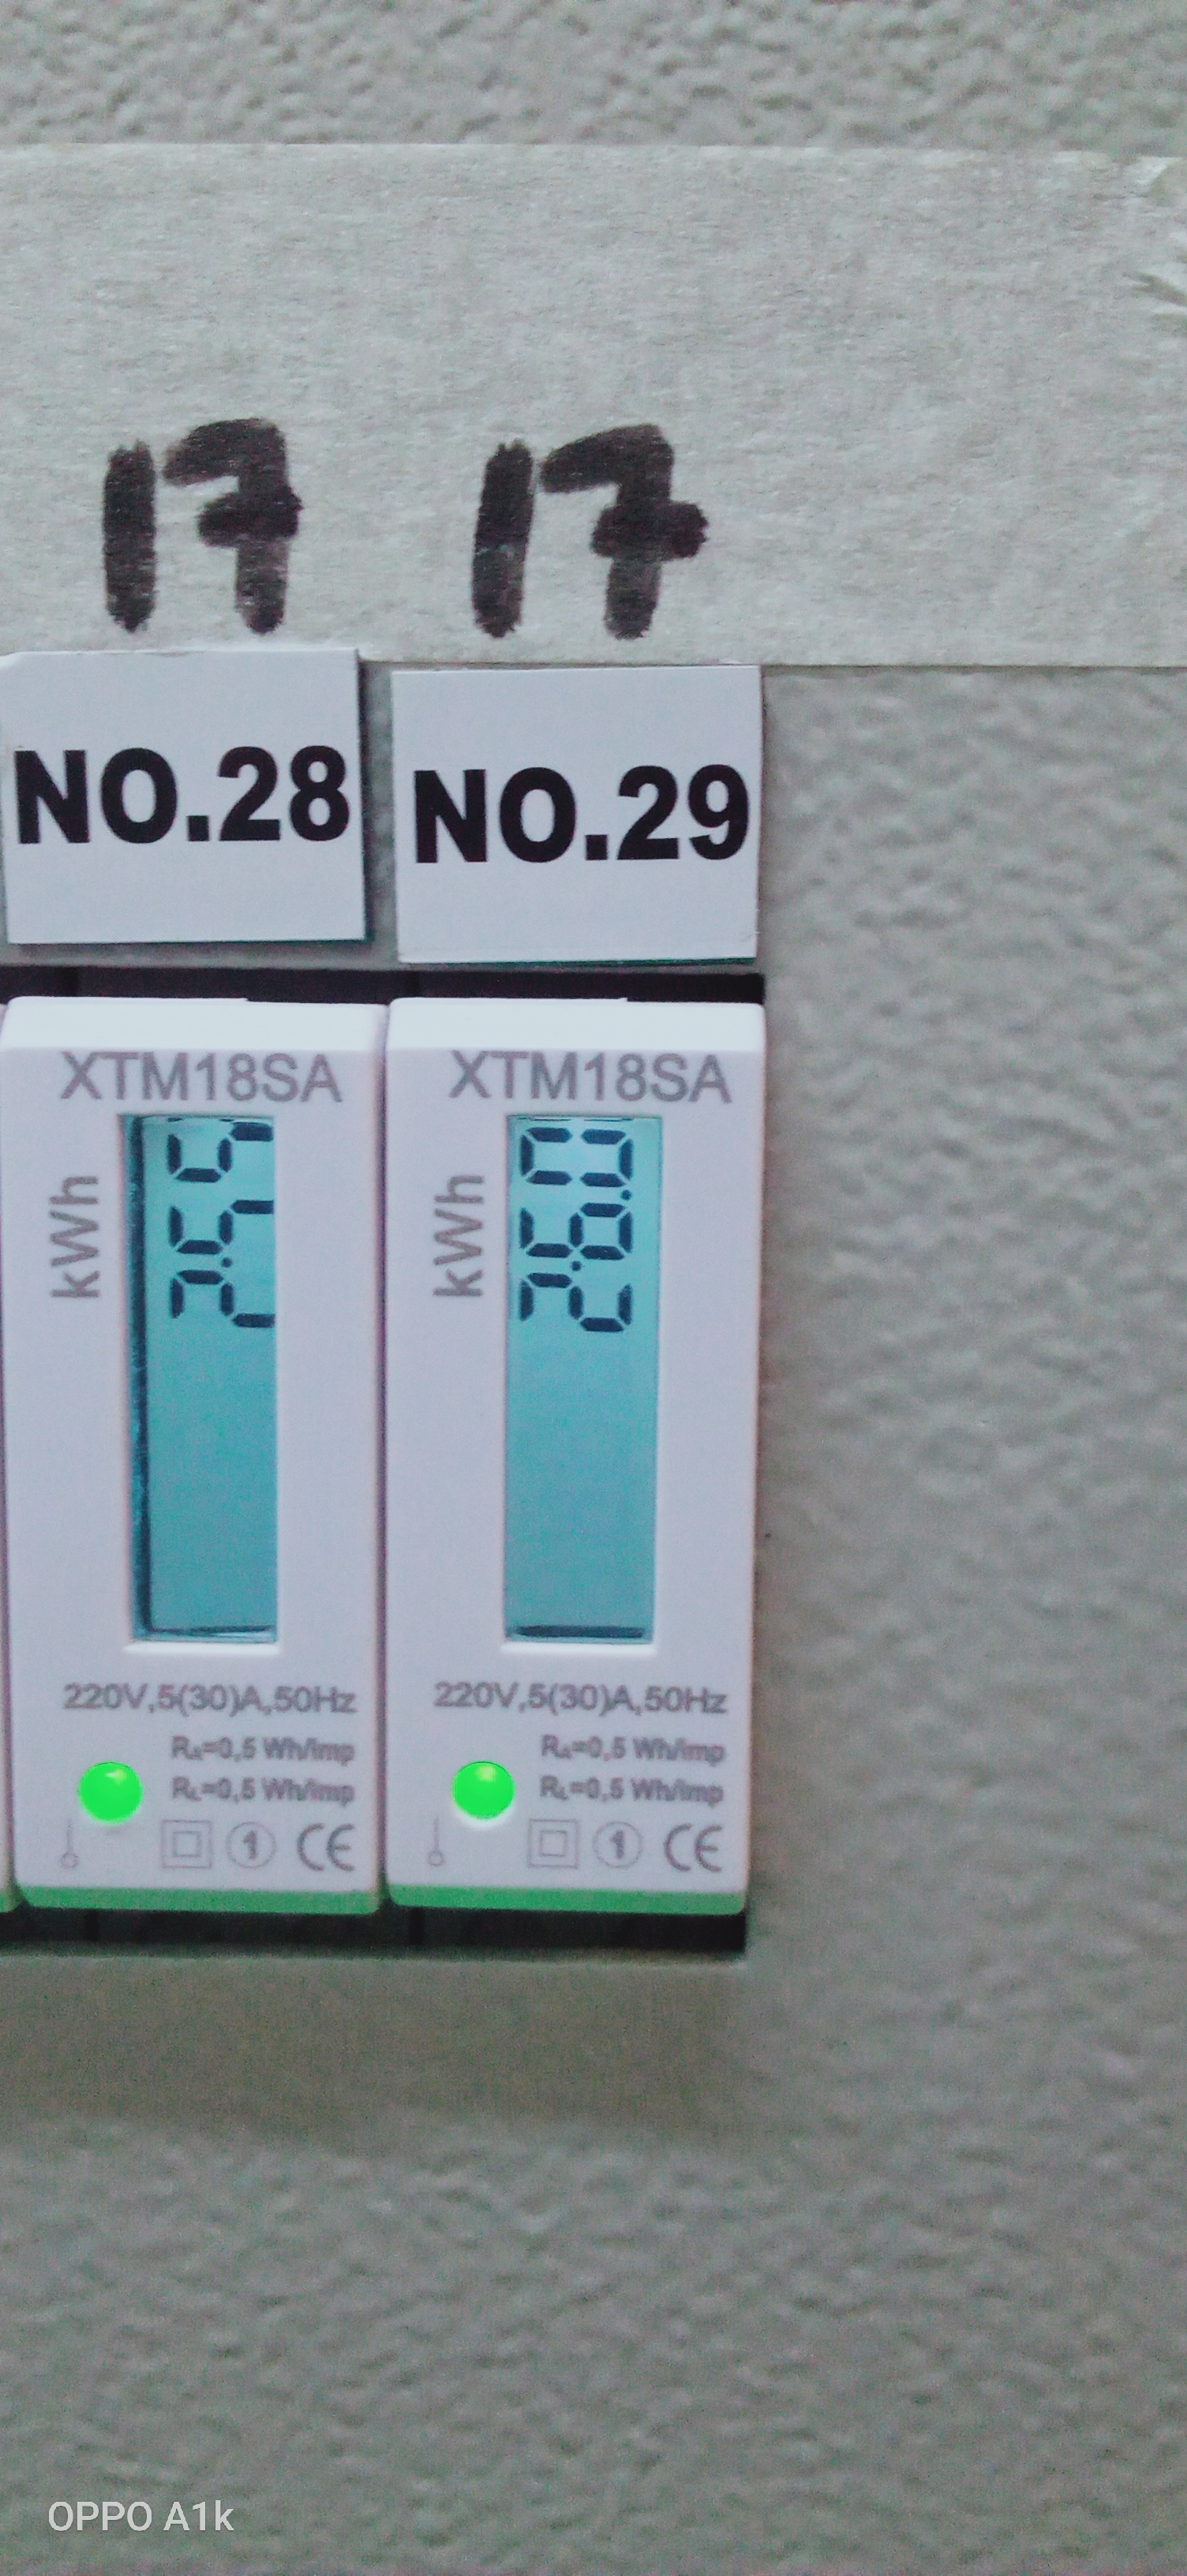 17 17
NO.28 NO.29
XTM18SA XTM18SA
kWh kWh
220V,5(30)A,50Hz 220V,5(30)A,50Hz
RA=0,5 Wh/imp RA=0,5 Wh/imp
RL=0,5 Wh/imp RL=0,5 Wh/imp
1 CE 1 CE
OPPO A1k